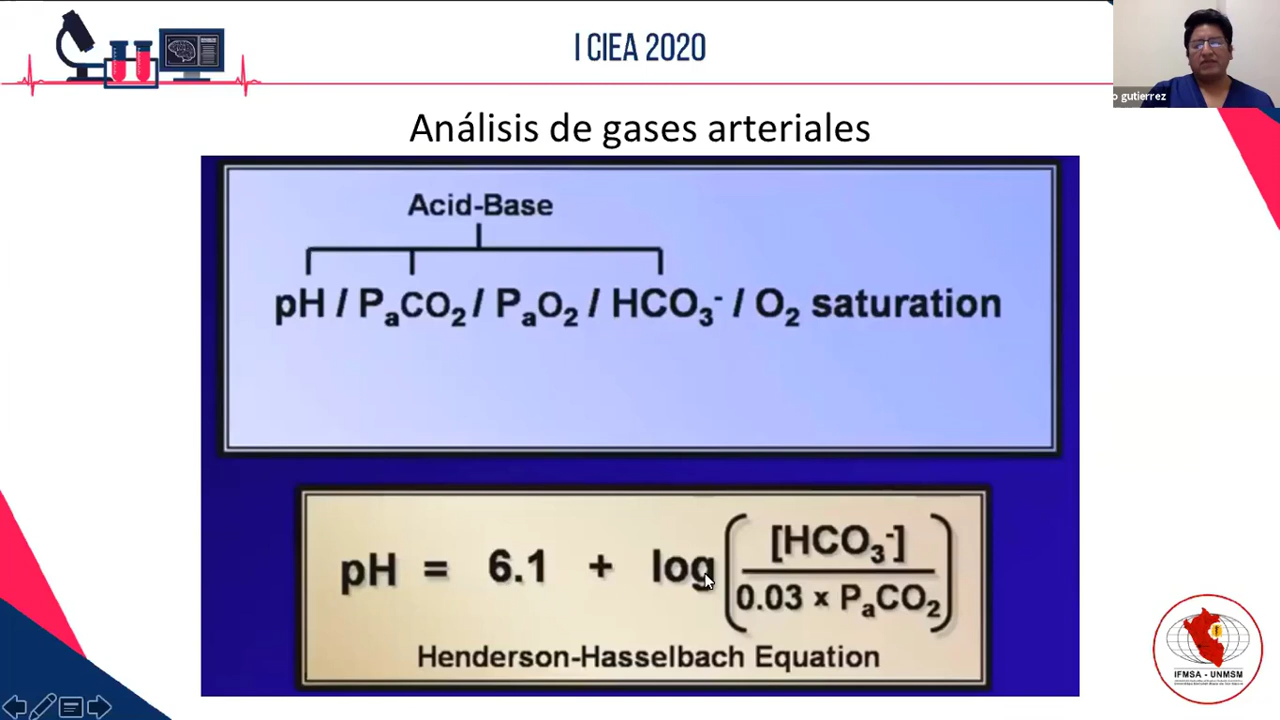 I CIEA 2020
o gutierrez
Análisis de gases arteriales
Acid-Base
pH / PaCO2 / PaO2 / HCO3- / O2 saturation
pH = 6.1 + log ( [HCO3-] / 0.03 x PaCO2 )
Henderson-Hasselbach Equation
IFMSA - UNMSM